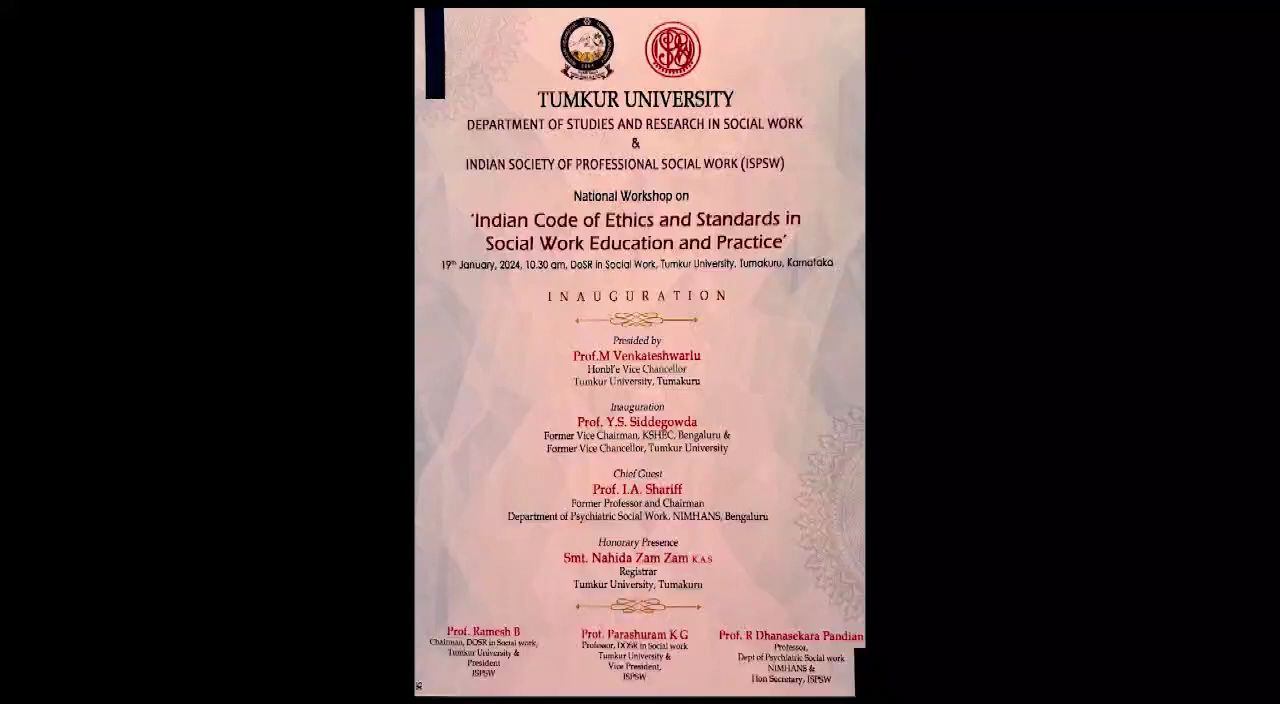 TUMKUR UNIVERSITY
DEPARTMENT OF STUDIES AND RESEARCH IN SOCIAL WORK
&
INDIAN SOCIETY OF PROFESSIONAL SOCIAL WORK (ISPSW)
National Workshop on
'Indian Code of Ethics and Standards in
Social Work Education and Practice'
19th January, 2024, 10.30 am, DoSR in Social Work, Tumkur University, Tumakuru, Karnataka
INAUGURATION
Presided by
Prof.M Venkateshwarlu
Honbl'e Vice Chancellor
Tumkur University, Tumakuru
Inauguration
Prof. Y.S. Siddegowda
Former Vice Chairman, KSHEC, Bengaluru &
Former Vice Chancellor, Tumkur University
Chief Guest
Prof. I.A. Shariff
Former Professor and Chairman
Department of Psychiatric Social Work, NIMHANS, Bengaluru
Honorary Presence
Smt. Nahida Zam Zam K.A.S
Registrar
Tumkur University, Tumakuru
Prof. Ramesh B
Chairman, DOSR in Social work,
Tumkur University &
President
ISPSW
Prof. Parashuram K G
Professor, DOSR in Social work
Tumkur University &
Vice President,
ISPSW
Prof. R Dhanasekara Pandian
Professor,
Dept of Psychiatric Social work
NIMHANS &
Hon Secretary, ISPSW